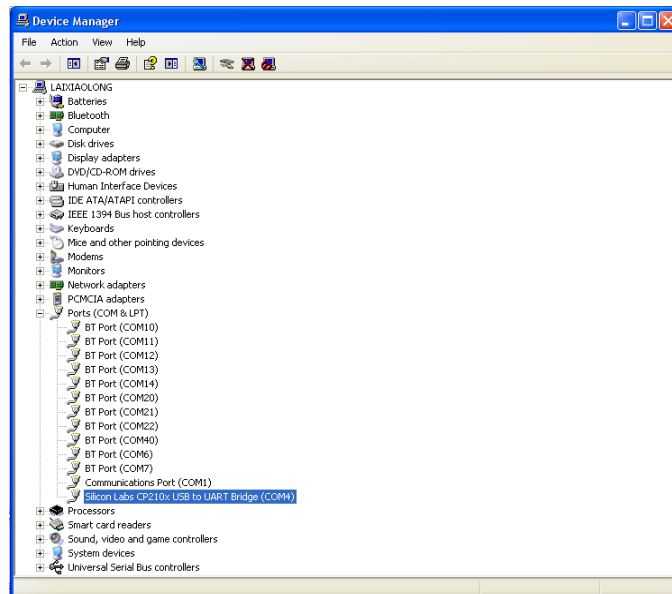 Device Manager
File Action View Help
LAIXIAOLONG
Batteries
Bluetooth
Computer
Disk drives
Display adapters
DVD/CD-ROM drives
Human Interface Devices
IDE ATA/ATAPI controllers
IEEE 1394 Bus host controllers
Keyboards
Mice and other pointing devices
Modems
Monitors
Network adapters
PCMCIA adapters
Ports (COM & LPT)
BT Port (COM10)
BT Port (COM11)
BT Port (COM12)
BT Port (COM13)
BT Port (COM14)
BT Port (COM20)
BT Port (COM21)
BT Port (COM22)
BT Port (COM40)
BT Port (COM6)
BT Port (COM7)
Communications Port (COM1)
Silicon Labs CP210x USB to UART Bridge (COM4)
Processors
Smart card readers
Sound, video and game controllers
System devices
Universal Serial Bus controllers